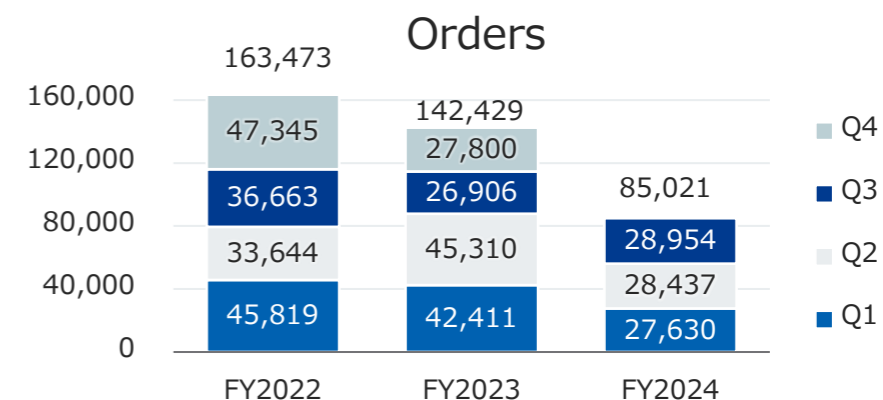 Orders
163,473
142,429
85,021
160,000
120,000
80,000
40,000
0
47,345
36,663
33,644
45,819
27,800
26,906
45,310
42,411
28,954
28,437
27,630
FY2022
FY2023
FY2024
Q4
Q3
Q2
Q1